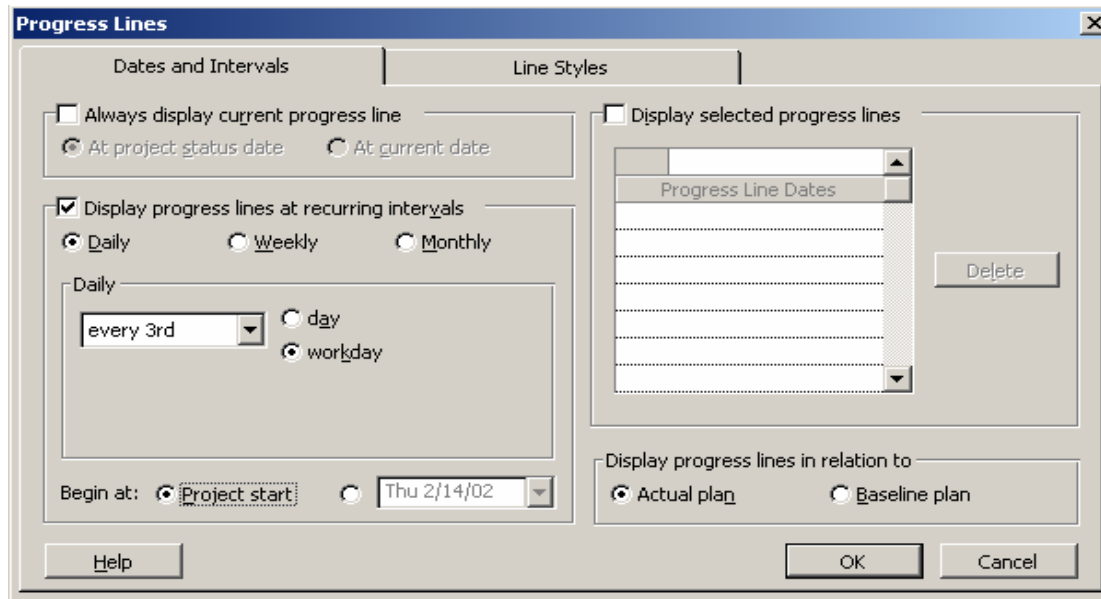 Progress Lines
Dates and Intervals
Line Styles
Always display current progress line
At project status date
At current date
Display progress lines at recurring intervals
Daily
Weekly
Monthly
Daily
every 3rd
day
workday
Begin at:
Project start
Thu 2/14/02
Display selected progress lines
Progress Line Dates
Delete
Display progress lines in relation to
Actual plan
Baseline plan
Help
OK
Cancel